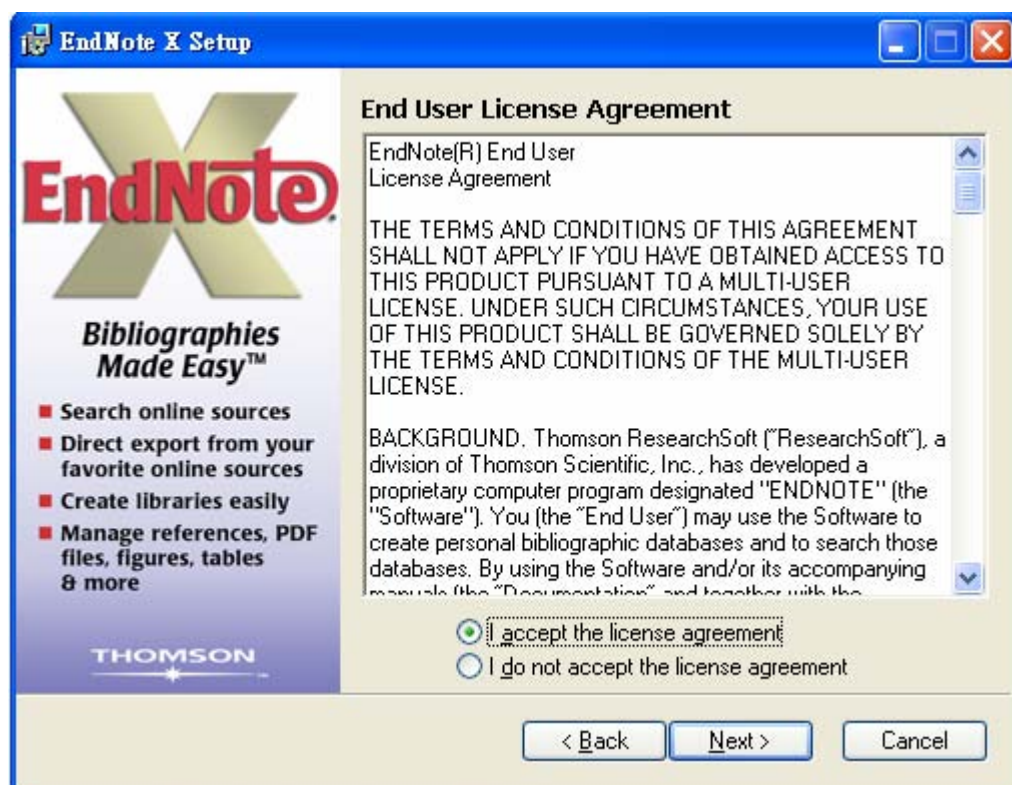 EndNote X Setup
X
EndNote
Bibliographies
Made Easy™
Search online sources
Direct export from your
favorite online sources
Create libraries easily
Manage references, PDF
files, figures, tables
& more
THOMSON
End User License Agreement
EndNote(R) End User
License Agreement
THE TERMS AND CONDITIONS OF THIS AGREEMENT
SHALL NOT APPLY IF YOU HAVE OBTAINED ACCESS TO
THIS PRODUCT PURSUANT TO A MULTI-USER
LICENSE. UNDER SUCH CIRCUMSTANCES, YOUR USE
OF THIS PRODUCT SHALL BE GOVERNED SOLELY BY
THE TERMS AND CONDITIONS OF THE MULTI-USER
LICENSE.
BACKGROUND. Thomson ResearchSoft ("ResearchSoft"), a
division of Thomson Scientific, Inc., has developed a
proprietary computer program designated "ENDNOTE" (the
"Software"). You (the "End User") may use the Software to
create personal bibliographic databases and to search those
databases. By using the Software and/or its accompanying
manuals (the "Documentation" and together with the
I accept the license agreement
I do not accept the license agreement
< Back
Next >
Cancel